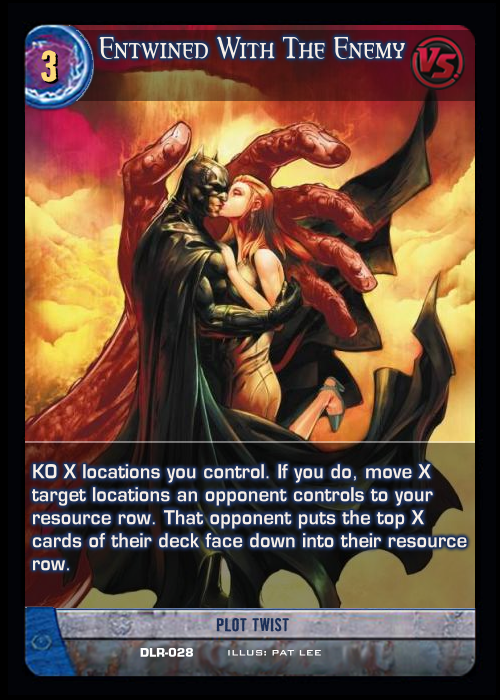 3
Entwined With The Enemy
VS
KO X locations you control. If you do, move X
target locations an opponent controls to your
resource row. That opponent puts the top X
cards of their deck face down into their resource
row.
PLOT TWIST
DLR-028 ILLUS: PAT LEE